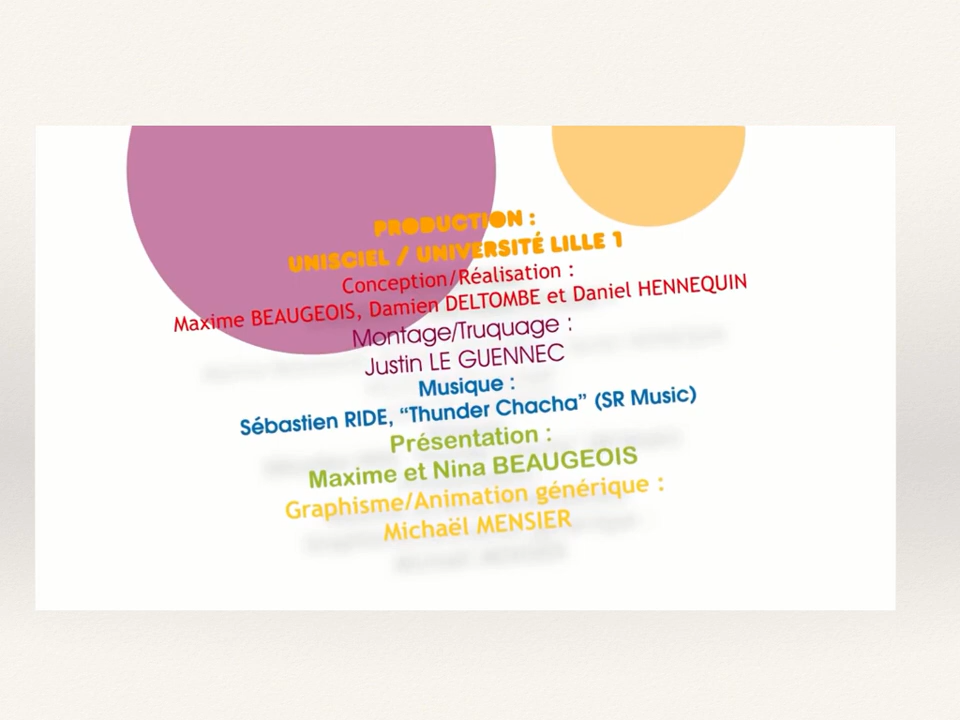 PRODUCTION :
UNISCIEL / UNIVERSITÉ LILLE 1
Conception/Réalisation :
Maxime BEAUGEOIS, Damien DELTOMBE et Daniel HENNEQUIN
Montage/Truquage :
Justin LE GUENNEC
Musique :
Sébastien RIDE, “Thunder Chacha” (SR Music)
Présentation :
Maxime et Nina BEAUGEOIS
Graphisme/Animation générique :
Michaël MENSIER